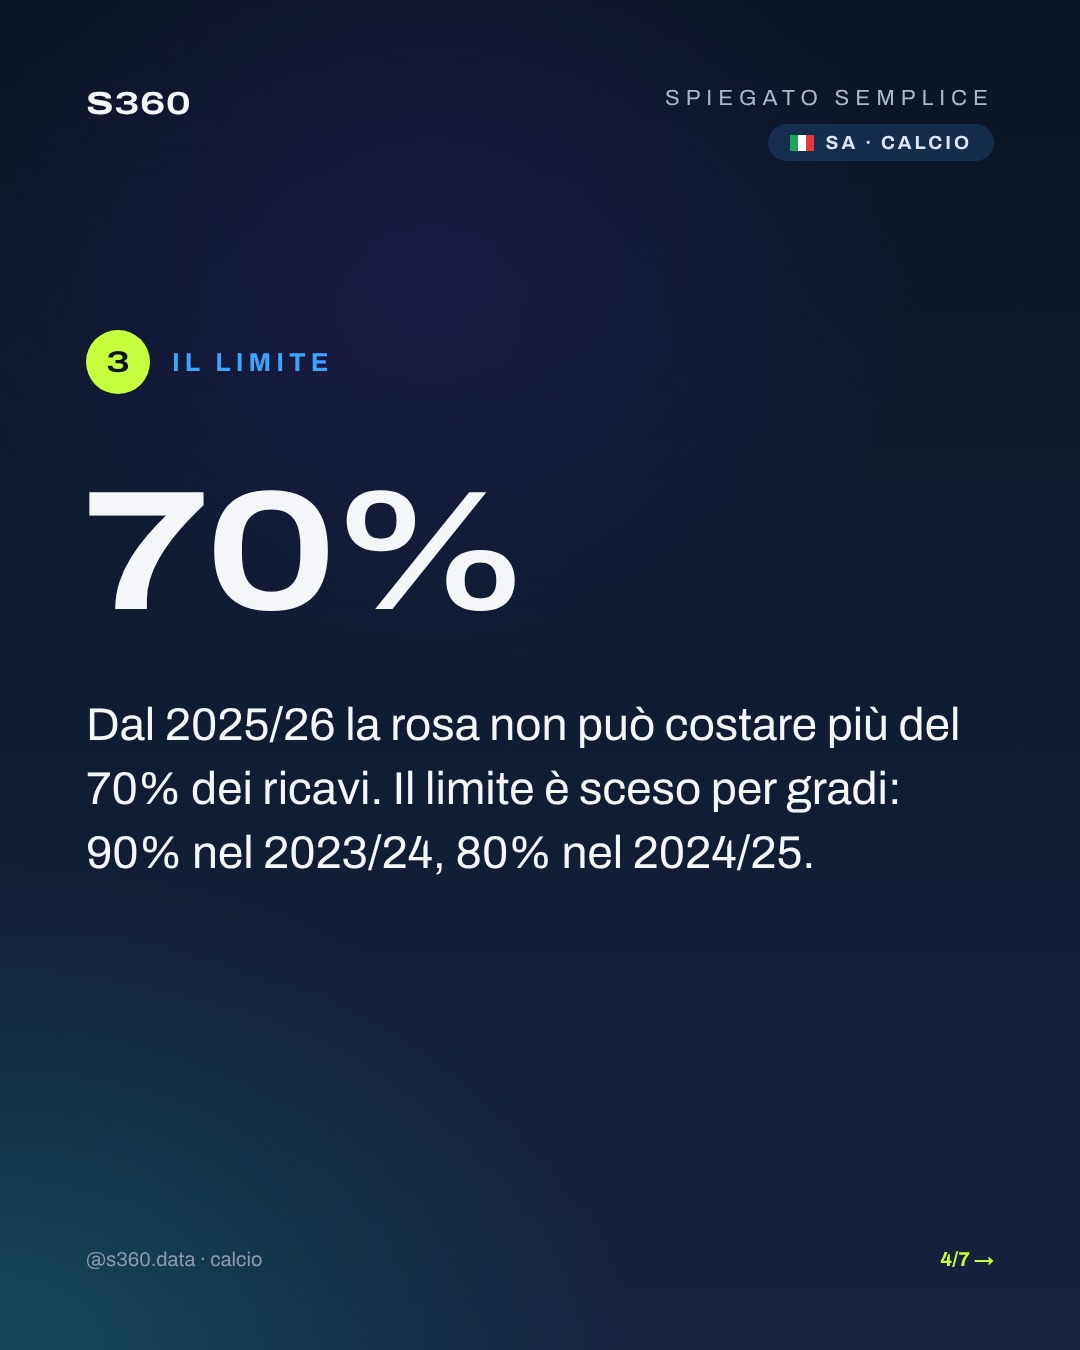 S360
SPIEGATO SEMPLICE
SA · CALCIO
3 IL LIMITE
70%
Dal 2025/26 la rosa non può costare più del
70% dei ricavi. Il limite è sceso per gradi:
90% nel 2023/24, 80% nel 2024/25.
@s360.data · calcio
4/7 →